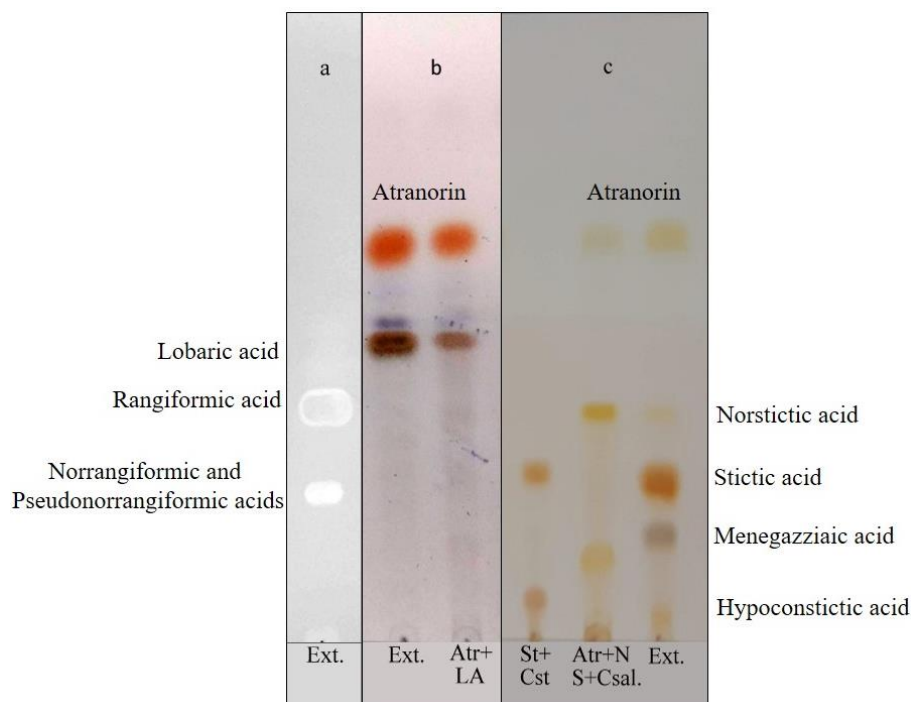 a
b
c
Atranorin
Atranorin
Lobaric acid
Rangiformic acid
Norrangiformic and
Pseudonorrangiformic acids
Norstictic acid
Stictic acid
Menegazziaic acid
Hypoconstictic acid
Ext.
Ext.
Atr+
LA
St+
Cst
Atr+N
S+Csal.
Ext.